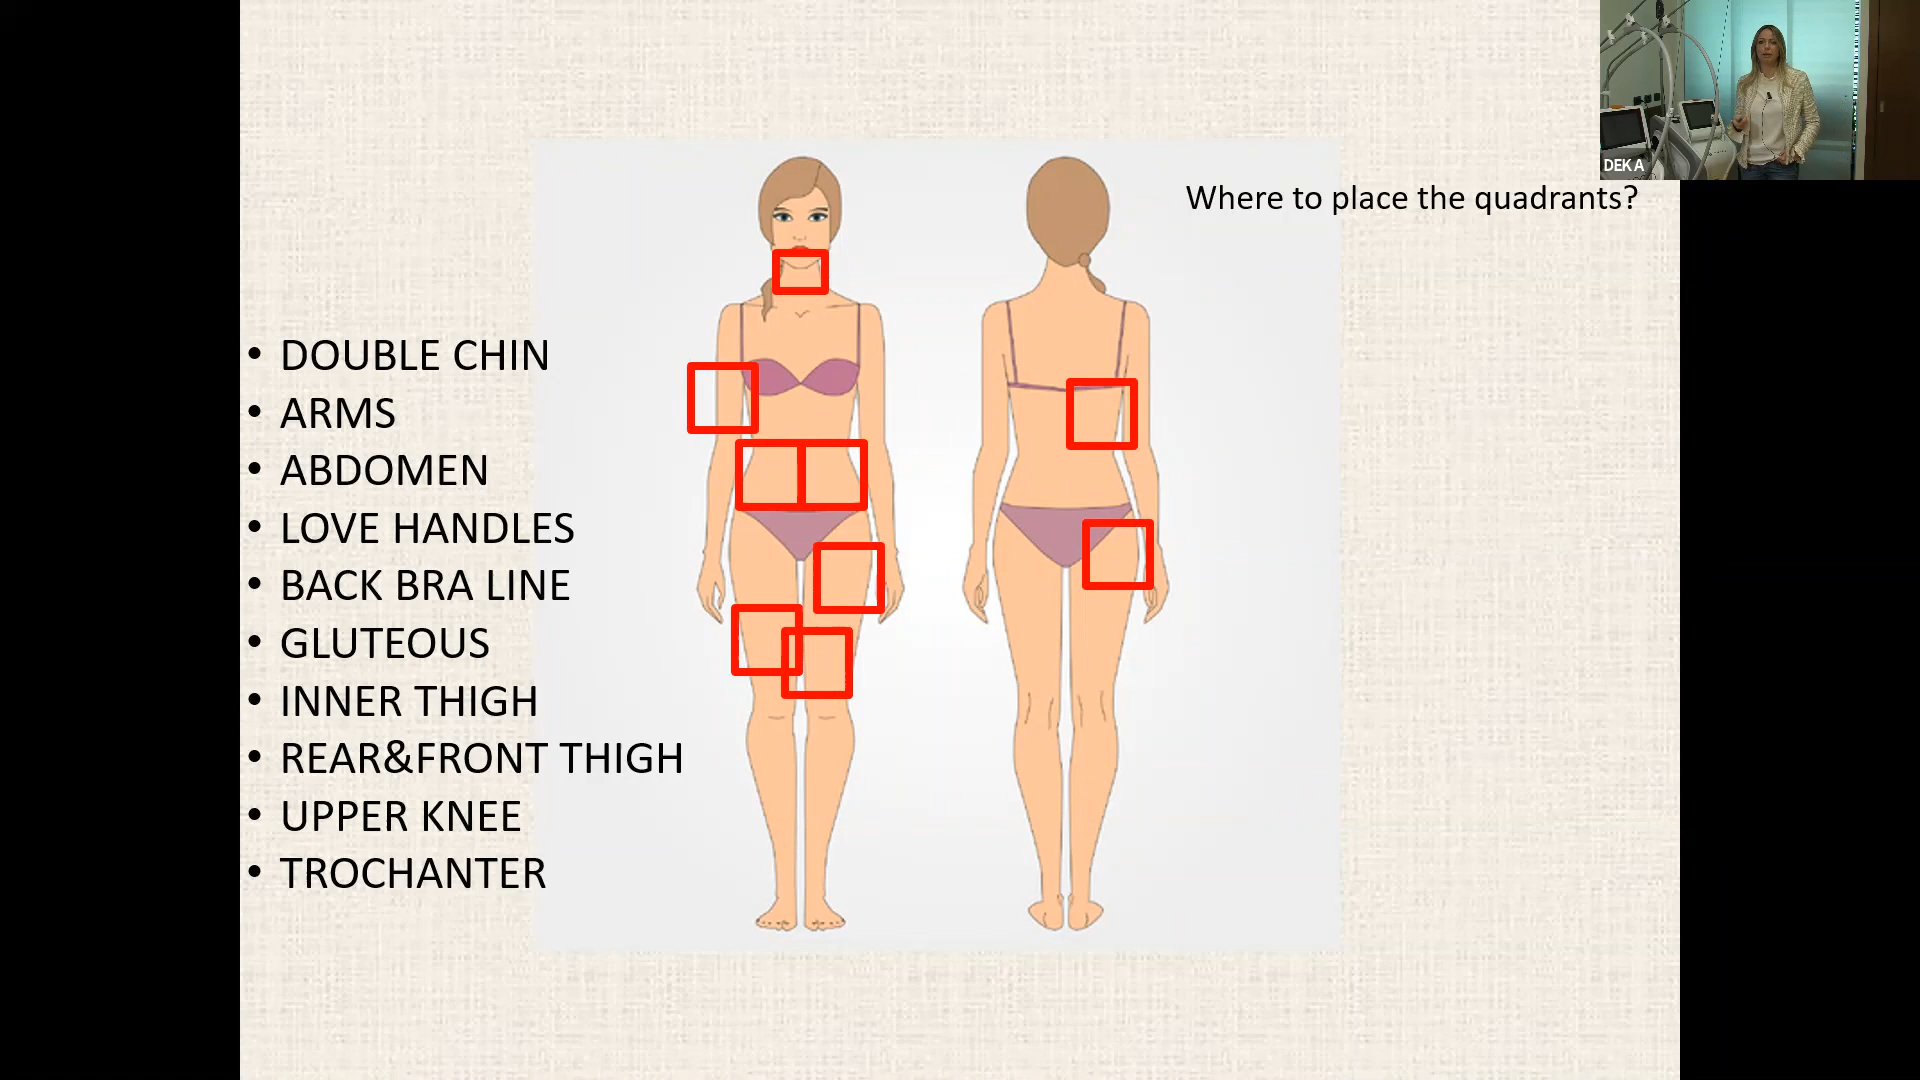 DEKA
Where to place the quadrants?
• DOUBLE CHIN
• ARMS
• ABDOMEN
• LOVE HANDLES
• BACK BRA LINE
• GLUTEOUS
• INNER THIGH
• REAR&FRONT THIGH
• UPPER KNEE
• TROCHANTER